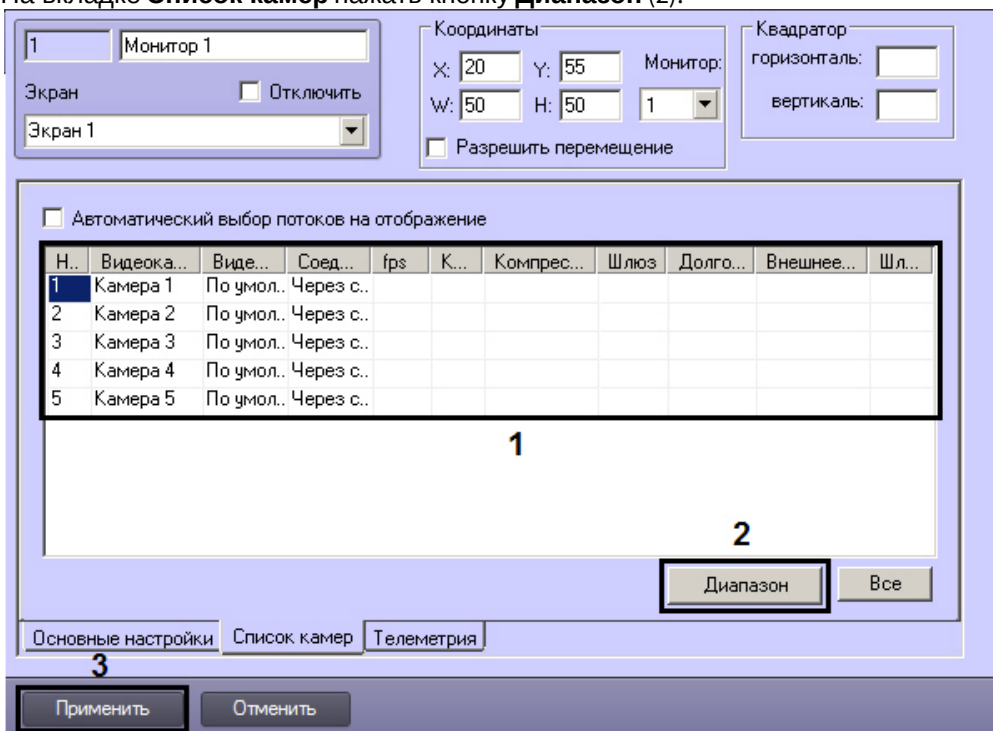 На вкладке Список камер нажать кнопку Диапазон (2).
1 Монитор 1
Экран Отключить
Экран 1
Координаты
X: 20 Y: 55 Монитор:
W: 50 H: 50 1
Разрешить перемещение
Квадратор
горизонталь:
вертикаль:
Автоматический выбор потоков на отображение
Н.. Видеока... Виде... Соед... fps К... Компрес... Шлюз Долго... Внешнее... Шл...
1 Камера 1 По умол.. Через с..
2 Камера 2 По умол.. Через с..
3 Камера 3 По умол.. Через с..
4 Камера 4 По умол.. Через с..
5 Камера 5 По умол.. Через с..
1
2
Диапазон Все
Основные настройки Список камер Телеметрия
3
Применить Отменить